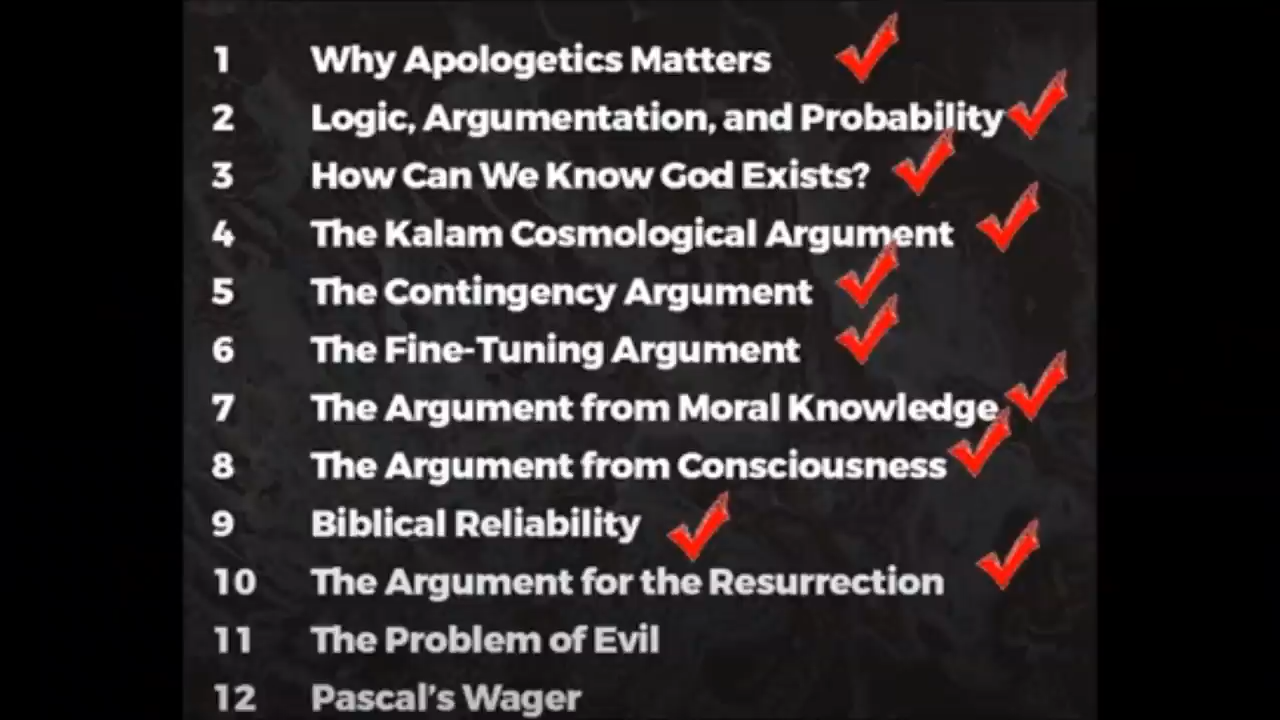 1 Why Apologetics Matters
2 Logic, Argumentation, and Probability
3 How Can We Know God Exists?
4 The Kalam Cosmological Argument
5 The Contingency Argument
6 The Fine-Tuning Argument
7 The Argument from Moral Knowledge
8 The Argument from Consciousness
9 Biblical Reliability
10 The Argument for the Resurrection
11 The Problem of Evil
12 Pascal's Wager